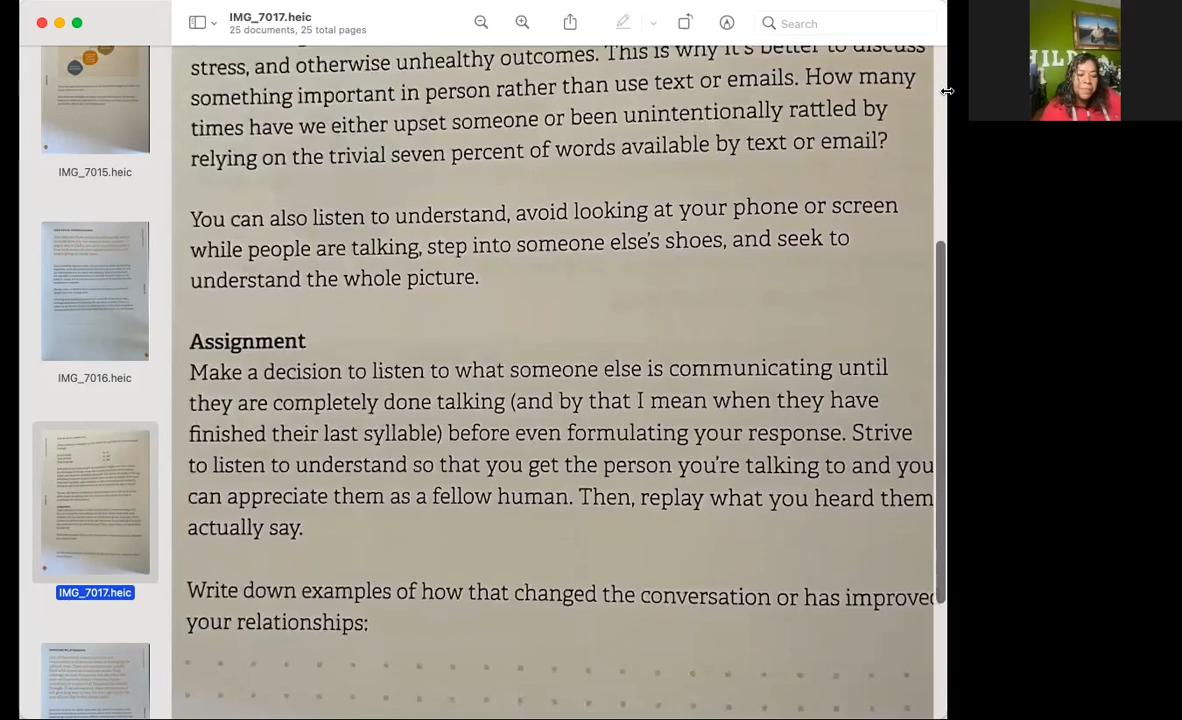 IMG_7017.heic
25 documents, 25 total pages
Search
stress, and otherwise unhealthy outcomes. This is why it's better to discuss
something important in person rather than use text or emails. How many
times have we either upset someone or been unintentionally rattled by
relying on the trivial seven percent of words available by text or email?
You can also listen to understand, avoid looking at your phone or screen
while people are talking, step into someone else's shoes, and seek to
understand the whole picture.
Assignment
Make a decision to listen to what someone else is communicating until
they are completely done talking (and by that I mean when they have
finished their last syllable) before even formulating your response. Strive
to listen to understand so that you get the person you're talking to and you
can appreciate them as a fellow human. Then, replay what you heard them
actually say.
Write down examples of how that changed the conversation or has improved
your relationships:
IMG_7015.heic
IMG_7016.heic
IMG_7017.heic